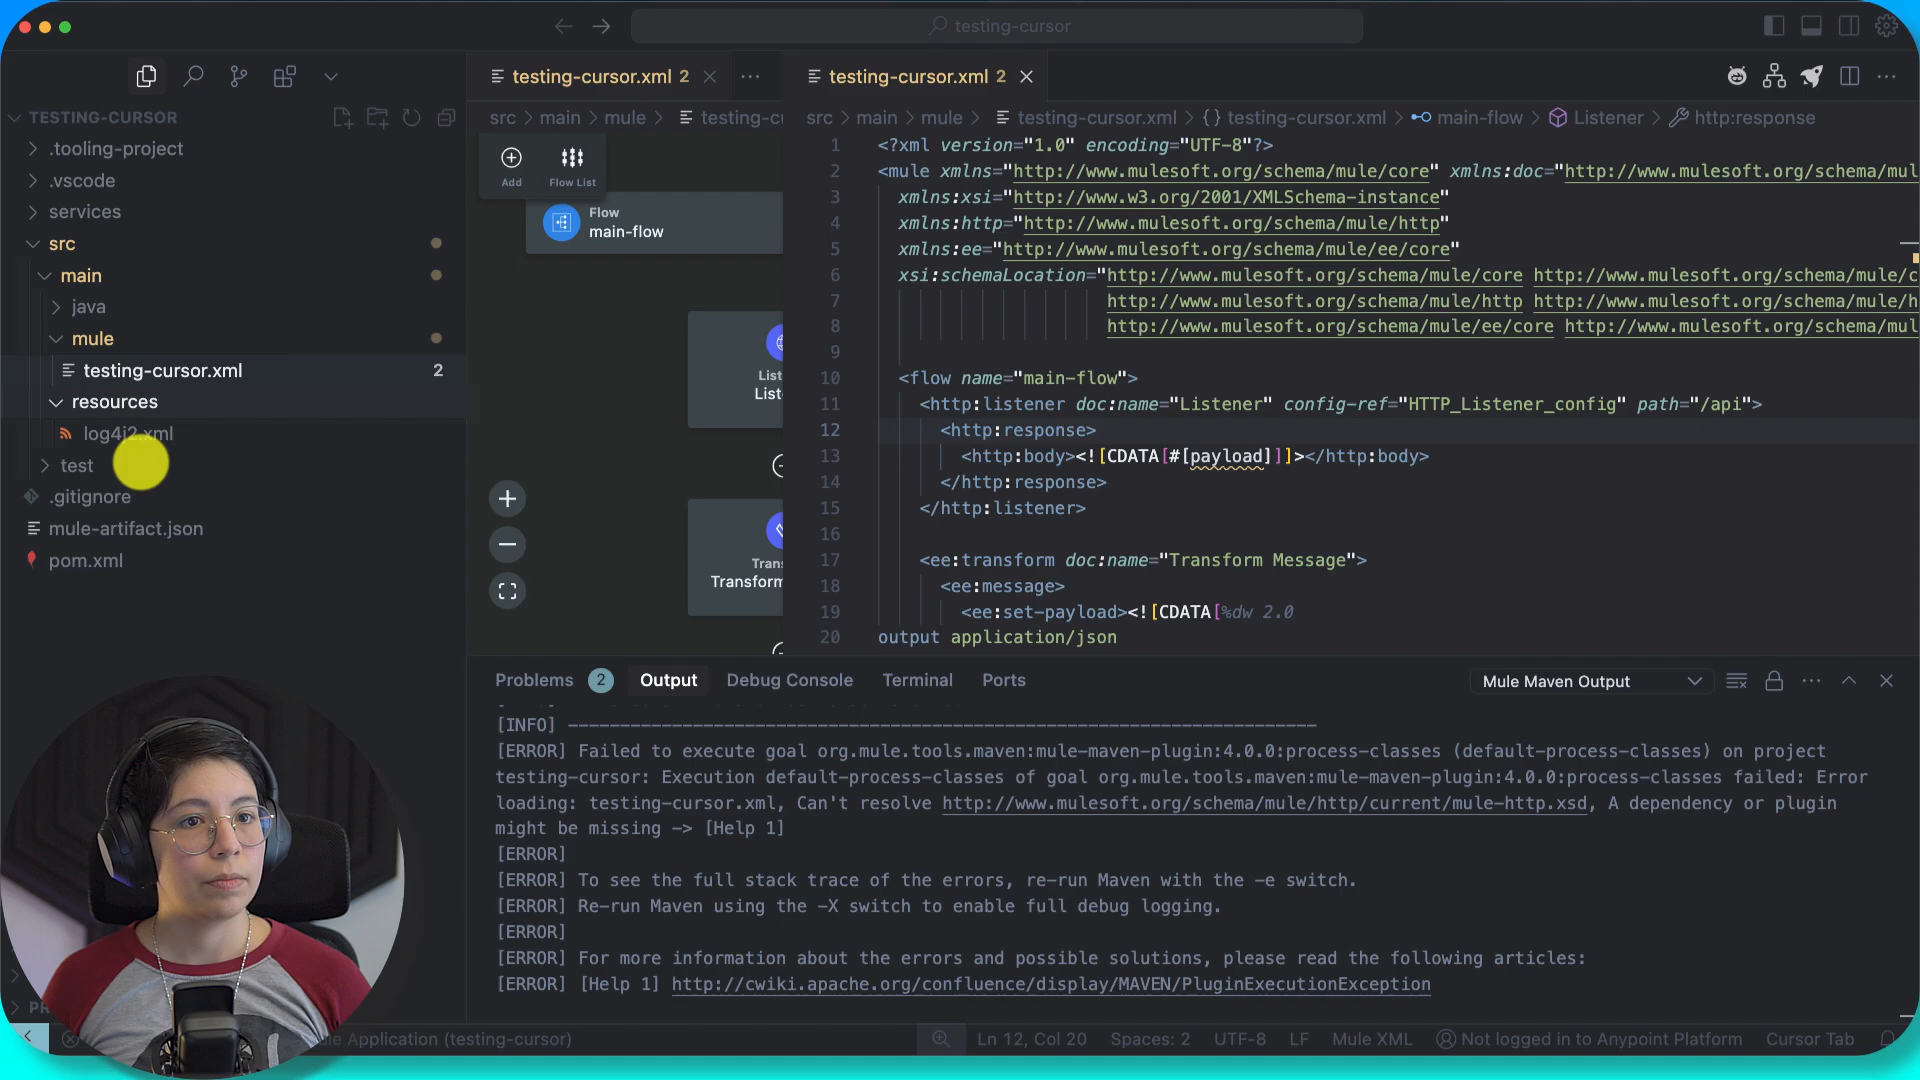 testing-cursor
testing-cursor.xml 2
testing-cursor.xml 2
TESTING-CURSOR
.tooling-project
.vscode
services
src
main
java
mule
testing-cursor.xml 2
resources
log4j2.xml
test
.gitignore
mule-artifact.json
pom.xml
src > main > mule >
src > main > mule > testing-cursor.xml > {} testing-cursor.xml > main-flow > Listener > http:response
Add
Flow List
Flow
main-flow
List
Liste
Trans
Transform
1 <?xml version="1.0" encoding="UTF-8"?>
2 <mule xmlns="http://www.mulesoft.org/schema/mule/core" xmlns:doc="http://www.mulesoft.org/schema/mul
3 xmlns:xsi="http://www.w3.org/2001/XMLSchema-instance"
4 xmlns:http="http://www.mulesoft.org/schema/mule/http"
5 xmlns:ee="http://www.mulesoft.org/schema/mule/ee/core"
6 xsi:schemaLocation="http://www.mulesoft.org/schema/mule/core http://www.mulesoft.org/schema/mule/c
7 http://www.mulesoft.org/schema/mule/http http://www.mulesoft.org/schema/mule/h
8 http://www.mulesoft.org/schema/mule/ee/core http://www.mulesoft.org/schema/mul
9
10 <flow name="main-flow">
11 <http:listener doc:name="Listener" config-ref="HTTP_Listener_config" path="/api">
12 <http:response>
13 <http:body><![CDATA[#[payload]]]></http:body>
14 </http:response>
15 </http:listener>
16
17 <ee:transform doc:name="Transform Message">
18 <ee:message>
19 <ee:set-payload><![CDATA[%dw 2.0
20 output application/json
Problems 2 Output Debug Console Terminal Ports
Mule Maven Output
[INFO] ------------------------------------------------------------------------
[ERROR] Failed to execute goal org.mule.tools.maven:mule-maven-plugin:4.0.0:process-classes (default-process-classes) on project
testing-cursor: Execution default-process-classes of goal org.mule.tools.maven:mule-maven-plugin:4.0.0:process-classes failed: Error
loading: testing-cursor.xml, Can't resolve http://www.mulesoft.org/schema/mule/http/current/mule-http.xsd, A dependency or plugin
might be missing -> [Help 1]
[ERROR]
[ERROR] To see the full stack trace of the errors, re-run Maven with the -e switch.
[ERROR] Re-run Maven using the -X switch to enable full debug logging.
[ERROR]
[ERROR] For more information about the errors and possible solutions, please read the following articles:
[ERROR] [Help 1] http://cwiki.apache.org/confluence/display/MAVEN/PluginExecutionException
Application (testing-cursor)
Ln 12, Col 20 Spaces: 2 UTF-8 LF Mule XML Not logged in to Anypoint Platform Cursor Tab